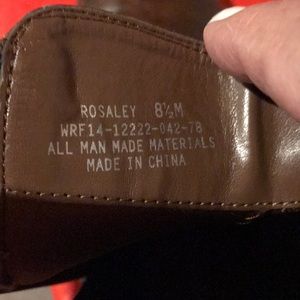 ROSALEY 8½M
WRF14-12222-042-78
ALL MAN MADE MATERIALS
MADE IN CHINA